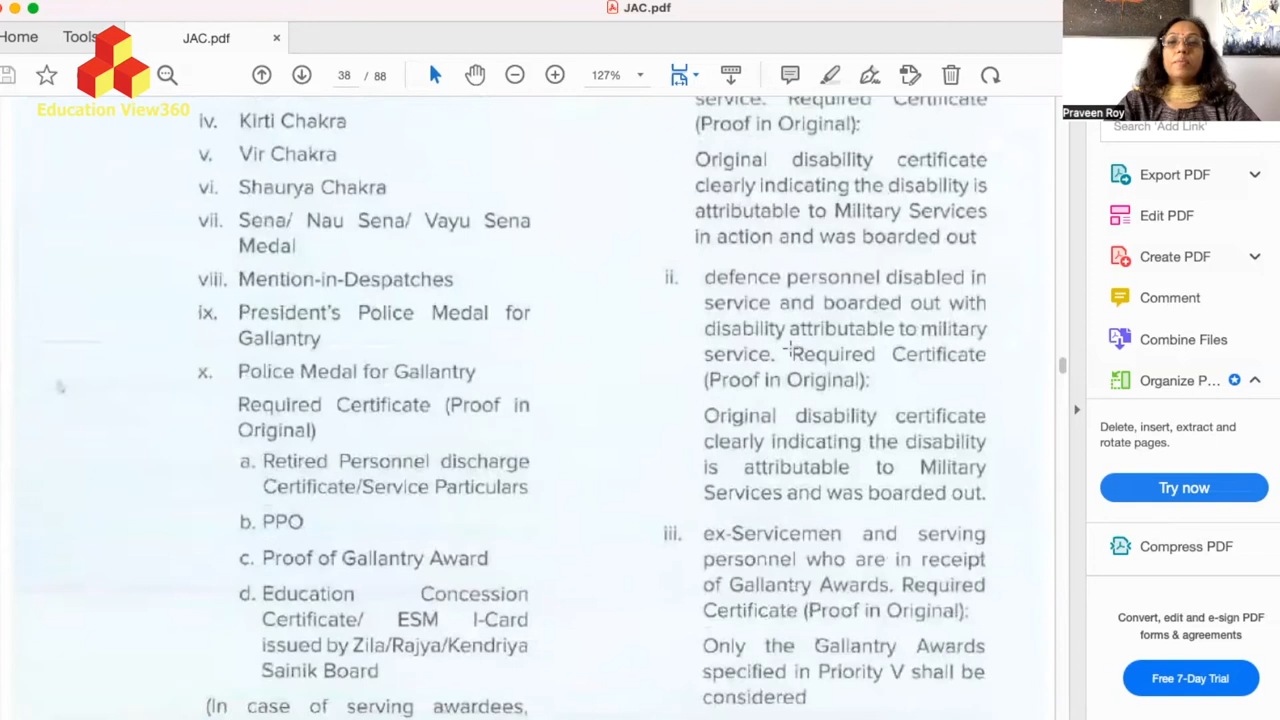 JAC.pdf
Home
Tools
JAC.pdf
×
Education View360
38 / 88
127%
Praveen Roy
Search 'Add Link'
iv. Kirti Chakra
v. Vir Chakra
vi. Shaurya Chakra
vii. Sena/ Nau Sena/ Vayu Sena
Medal
viii. Mention-in-Despatches
ix. President's Police Medal for
Gallantry
x. Police Medal for Gallantry
Required Certificate (Proof in
Original)
a. Retired Personnel discharge
Certificate/Service Particulars
b. PPO
c. Proof of Gallantry Award
d. Education Concession
Certificate/ ESM I-Card
issued by Zila/Rajya/Kendriya
Sainik Board
(In case of serving awardees,
service. Required Certificate
(Proof in Original):
Original disability certificate
clearly indicating the disability is
attributable to Military Services
in action and was boarded out
ii. defence personnel disabled in
service and boarded out with
disability attributable to military
service. Required Certificate
(Proof in Original):
Original disability certificate
clearly indicating the disability
is attributable to Military
Services and was boarded out.
iii. ex-Servicemen and serving
personnel who are in receipt
of Gallantry Awards. Required
Certificate (Proof in Original):
Only the Gallantry Awards
specified in Priority V shall be
considered
Export PDF
Edit PDF
Create PDF
Comment
Combine Files
Organize P...
Delete, insert, extract and
rotate pages.
Try now
Compress PDF
Convert, edit and e-sign PDF
forms & agreements
Free 7-Day Trial